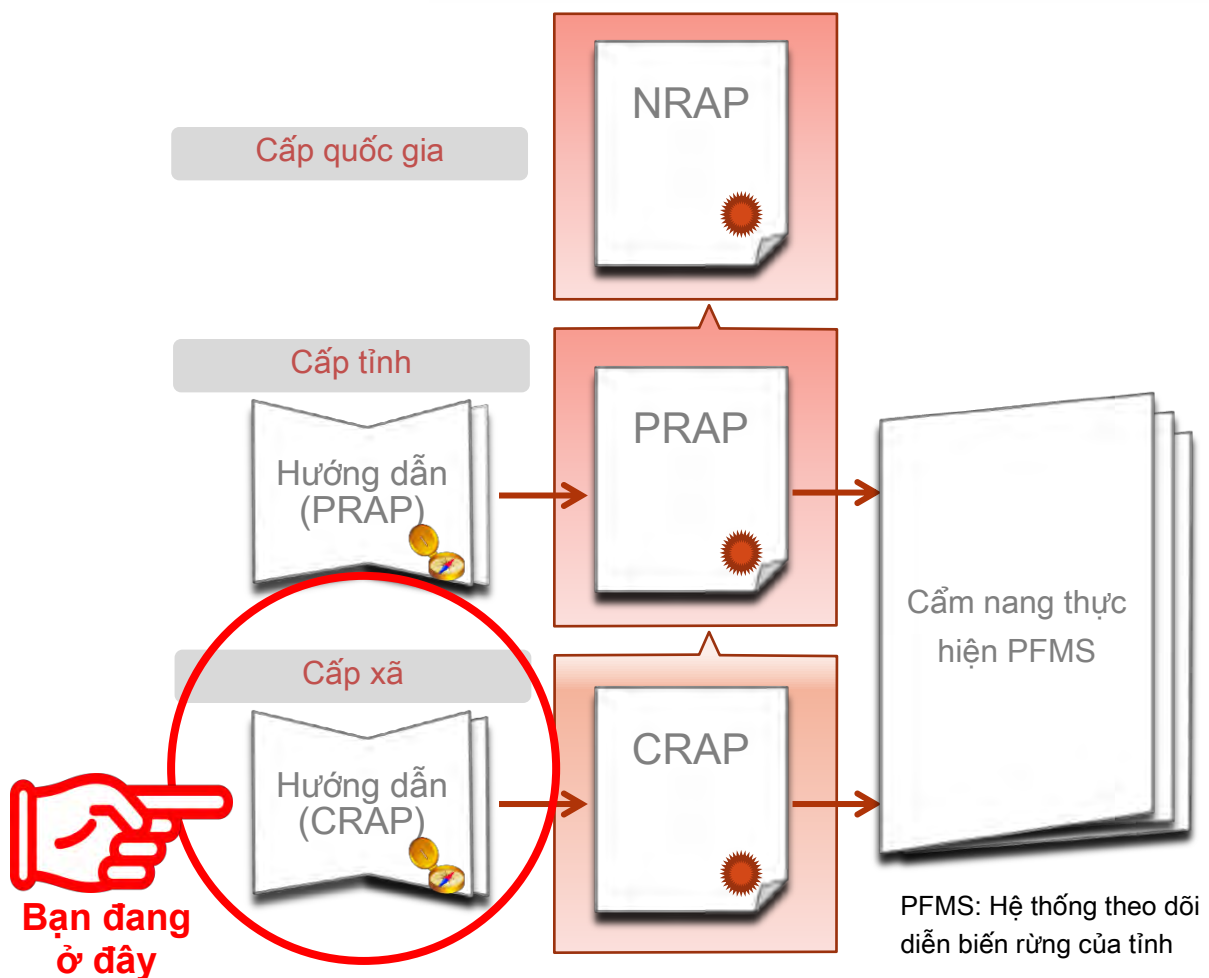 NRAP
Cấp quốc gia
Cấp tỉnh
Hướng dẫn
(PRAP)
PRAP
Cẩm nang thực
hiện PFMS
Cấp xã
Hướng dẫn
(CRAP)
CRAP
Bạn đang
ở đây
PFMS: Hệ thống theo dõi
diễn biến rừng của tỉnh